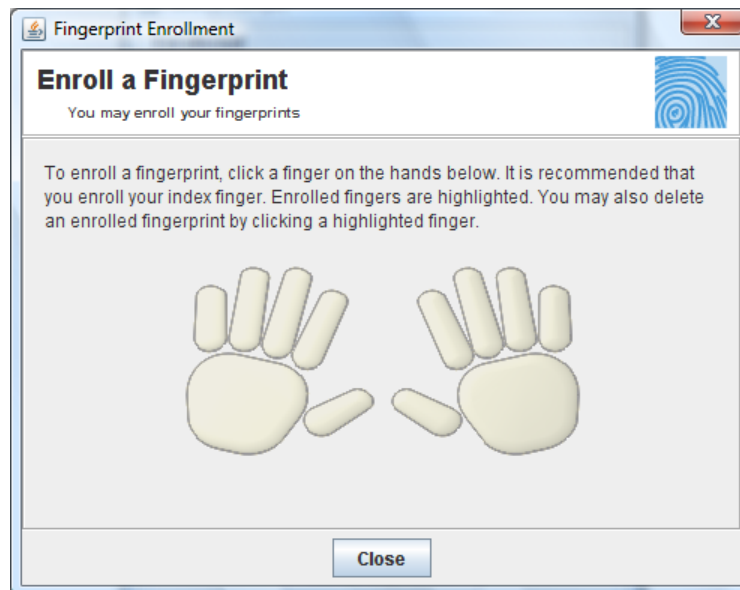 Fingerprint Enrollment
Enroll a Fingerprint
You may enroll your fingerprints
To enroll a fingerprint, click a finger on the hands below. It is recommended that
you enroll your index finger. Enrolled fingers are highlighted. You may also delete
an enrolled fingerprint by clicking a highlighted finger.
Close